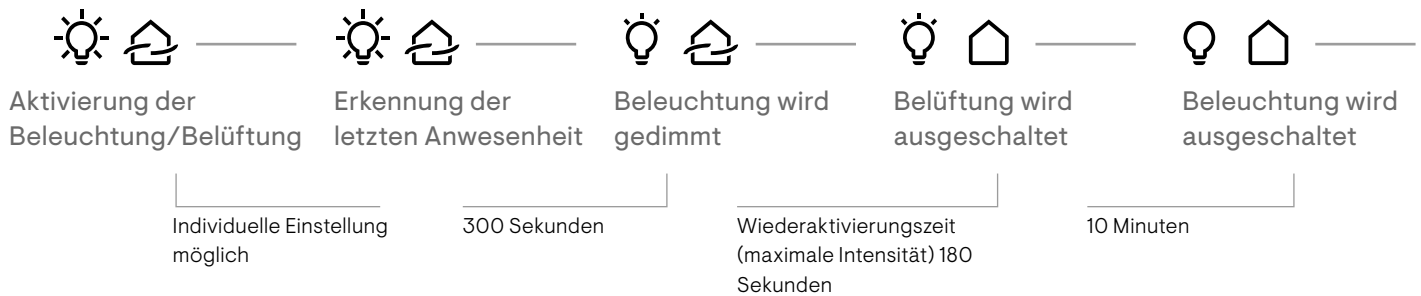 Aktivierung der
Beleuchtung/Belüftung
Erkennung der
letzten Anwesenheit
Beleuchtung wird
gedimmt
Belüftung wird
ausgeschaltet
Beleuchtung wird
ausgeschaltet
Individuelle Einstellung
möglich
300 Sekunden
Wiederaktivierungszeit
(maximale Intensität) 180
Sekunden
10 Minuten